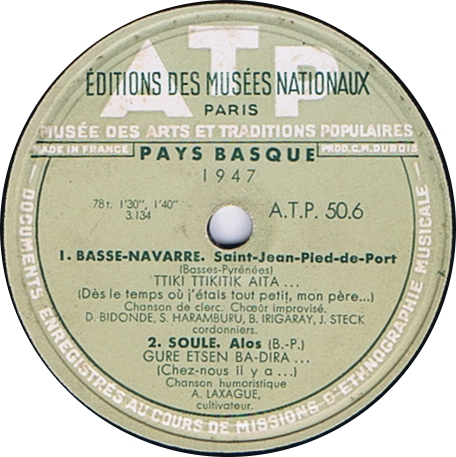 ATP
ÉDITIONS DES MUSÉES NATIONAUX
PARIS
MUSÉE DES ARTS ET TRADITIONS POPULAIRES
MADE IN FRANCE
PROD. C.M. DUBOIS
PAYS BASQUE
1947
78 t. 1'30", 1'40"
3.134
A.T.P. 50.6
1. BASSE-NAVARRE. Saint-Jean-Pied-de-Port
(Basses-Pyrénées)
TTIKI TTIKITIK AITA ...
(Dès le temps où j'étais tout petit, mon père...)
Chanson de clerc. Chœur improvisé.
D. BIDONDE, S. HARAMBURU, B. IRIGARAY, J. STECK
cordonniers.
2. SOULE. Alos (B.-P.)
GURE ETSEN BA-DIRA ...
(Chez-nous il y a ...)
Chanson humoristique
A. LAXAGUE,
cultivateur.
— DOCUMENTS ENREGISTRÉS AU COURS DE MISSIONS D'ETHNOGRAPHIE MUSICALE —